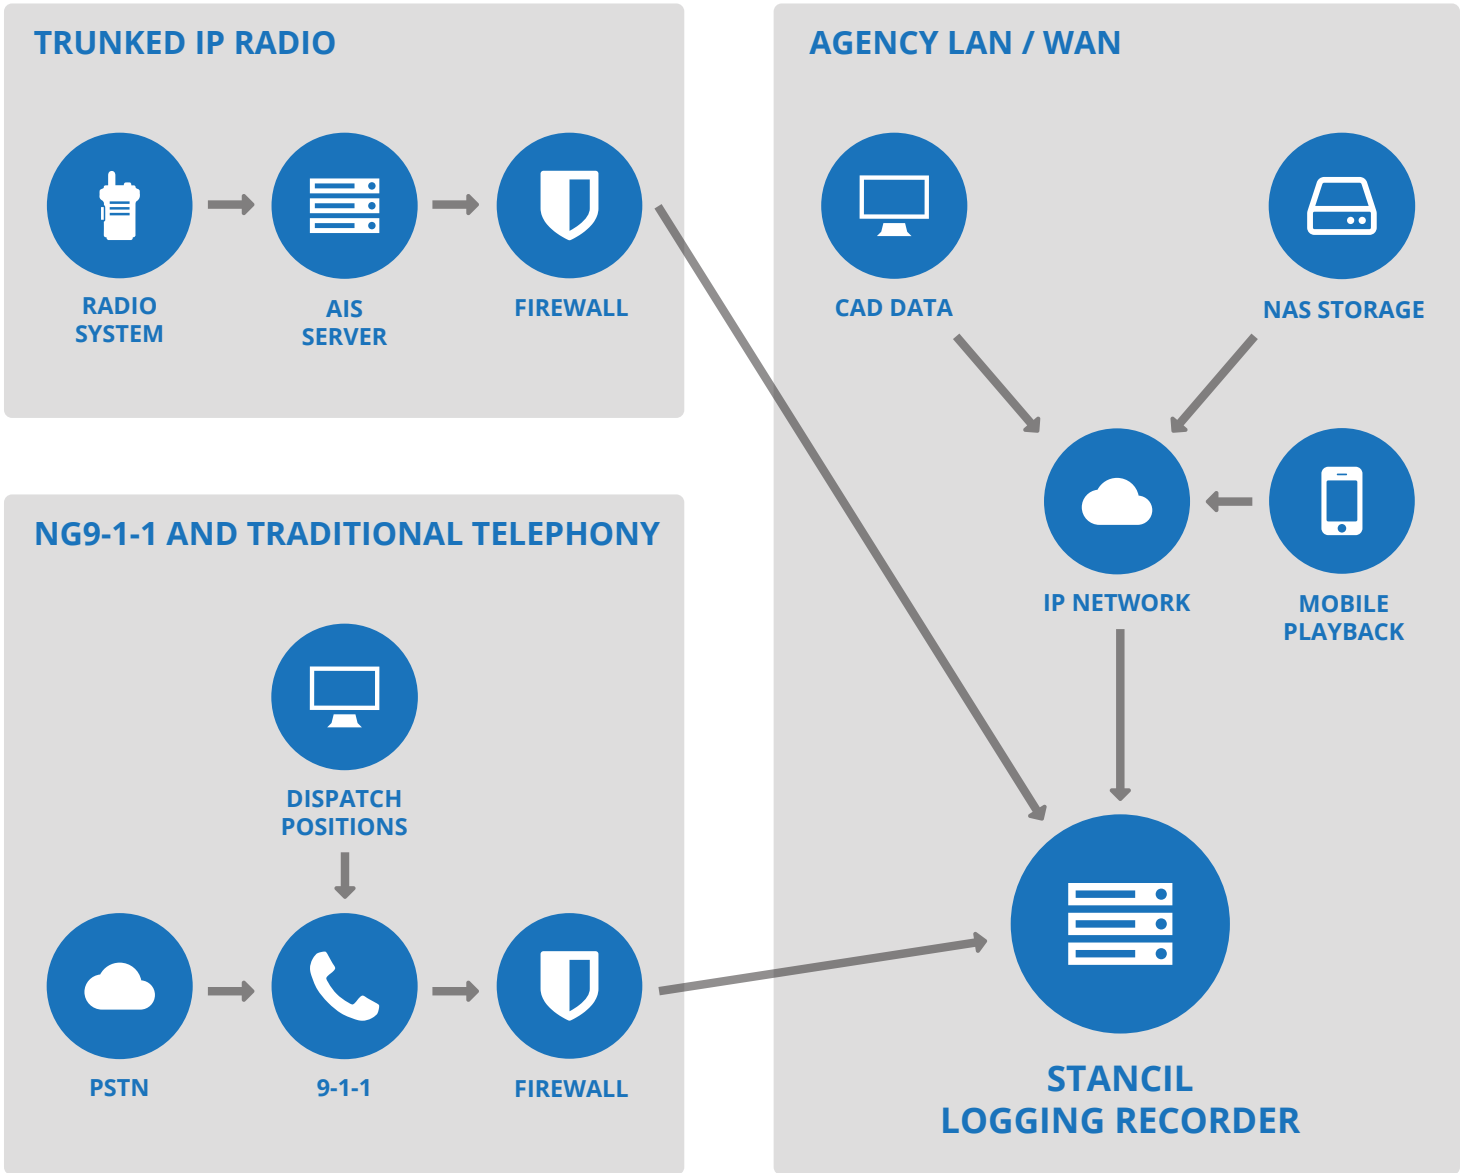 TRUNKED IP RADIO
RADIO
SYSTEM
AIS
SERVER
FIREWALL
NG9-1-1 AND TRADITIONAL TELEPHONY
DISPATCH
POSITIONS
PSTN
9-1-1
FIREWALL
AGENCY LAN / WAN
CAD DATA
NAS STORAGE
IP NETWORK
MOBILE
PLAYBACK
STANCIL
LOGGING RECORDER